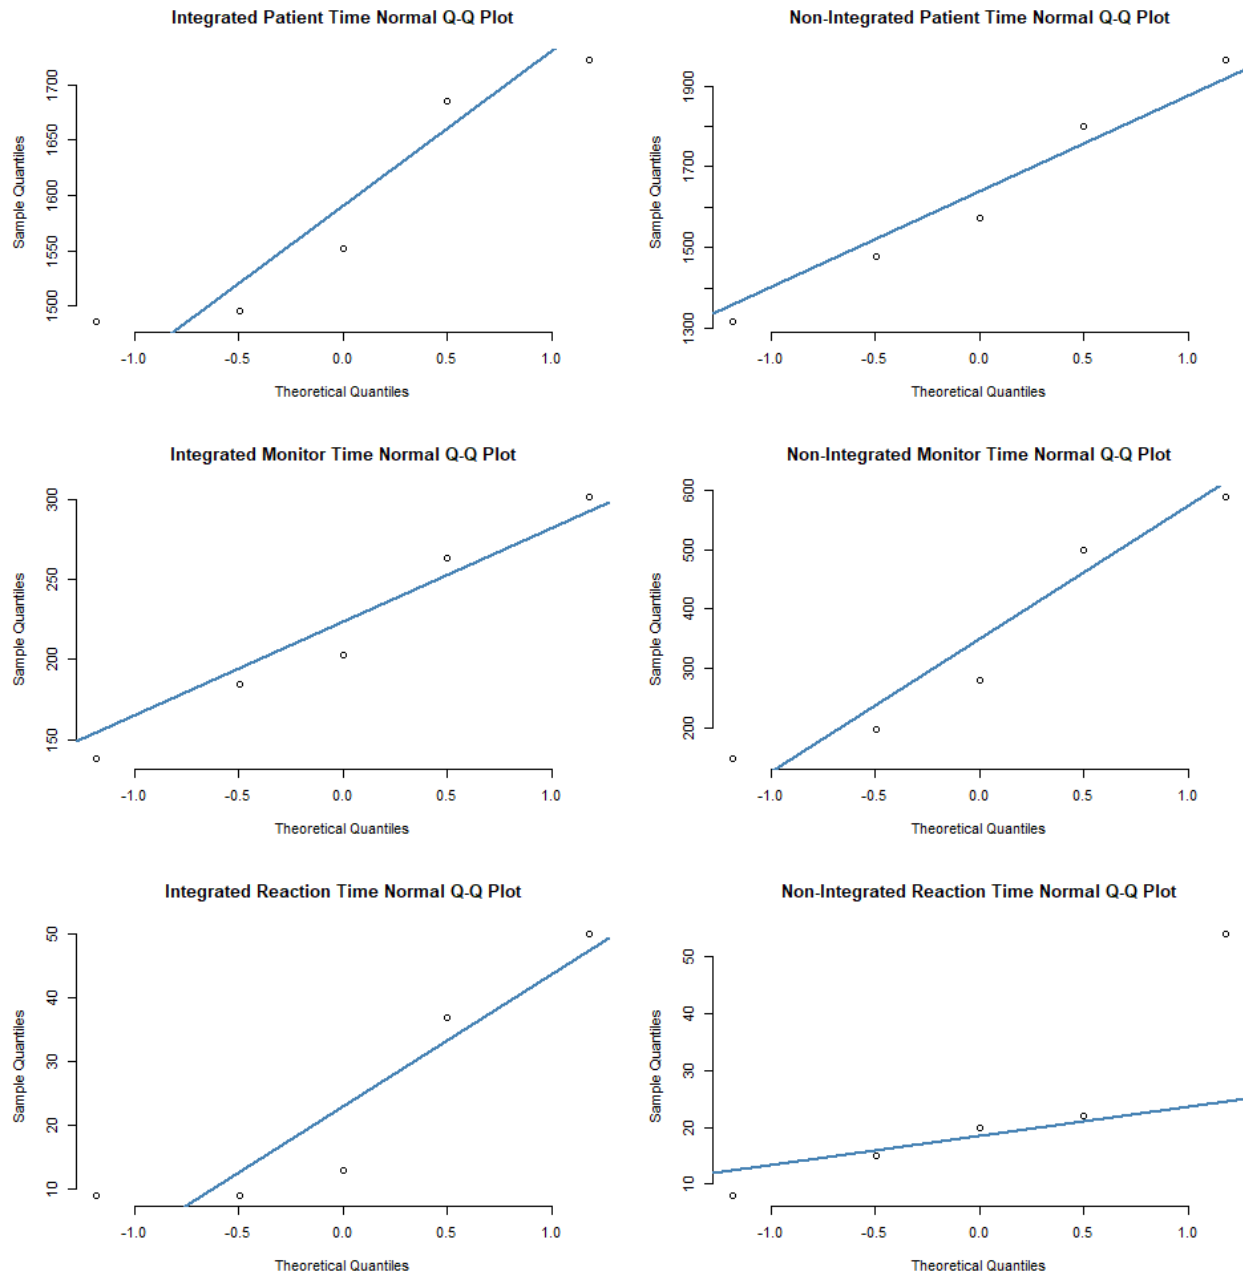 Integrated Patient Time Normal Q-Q Plot
Sample Quantiles
1700
1650
1600
1550
1500
-1.0 -0.5 0.0 0.5 1.0
Theoretical Quantiles
Non-Integrated Patient Time Normal Q-Q Plot
Sample Quantiles
1900
1700
1500
1300
-1.0 -0.5 0.0 0.5 1.0
Theoretical Quantiles
Integrated Monitor Time Normal Q-Q Plot
Sample Quantiles
300
250
200
150
-1.0 -0.5 0.0 0.5 1.0
Theoretical Quantiles
Non-Integrated Monitor Time Normal Q-Q Plot
Sample Quantiles
600
500
400
300
200
-1.0 -0.5 0.0 0.5 1.0
Theoretical Quantiles
Integrated Reaction Time Normal Q-Q Plot
Sample Quantiles
50
40
30
20
10
-1.0 -0.5 0.0 0.5 1.0
Theoretical Quantiles
Non-Integrated Reaction Time Normal Q-Q Plot
Sample Quantiles
50
40
30
20
10
-1.0 -0.5 0.0 0.5 1.0
Theoretical Quantiles